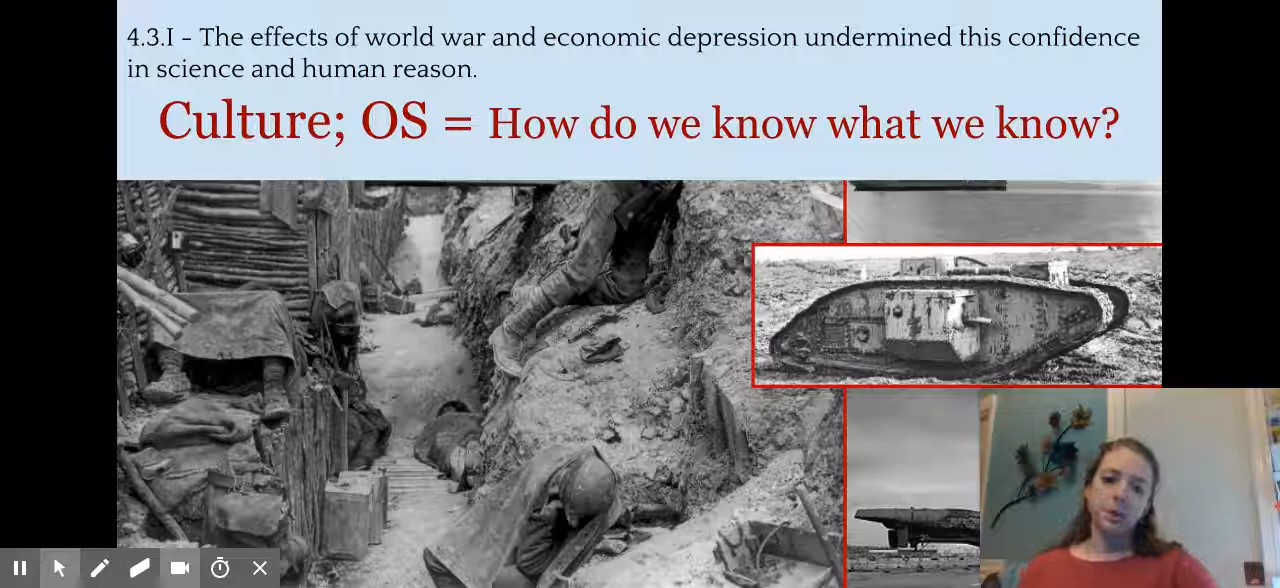 4.3.I – The effects of world war and economic depression undermined this confidence
in science and human reason.
Culture; OS = How do we know what we know?